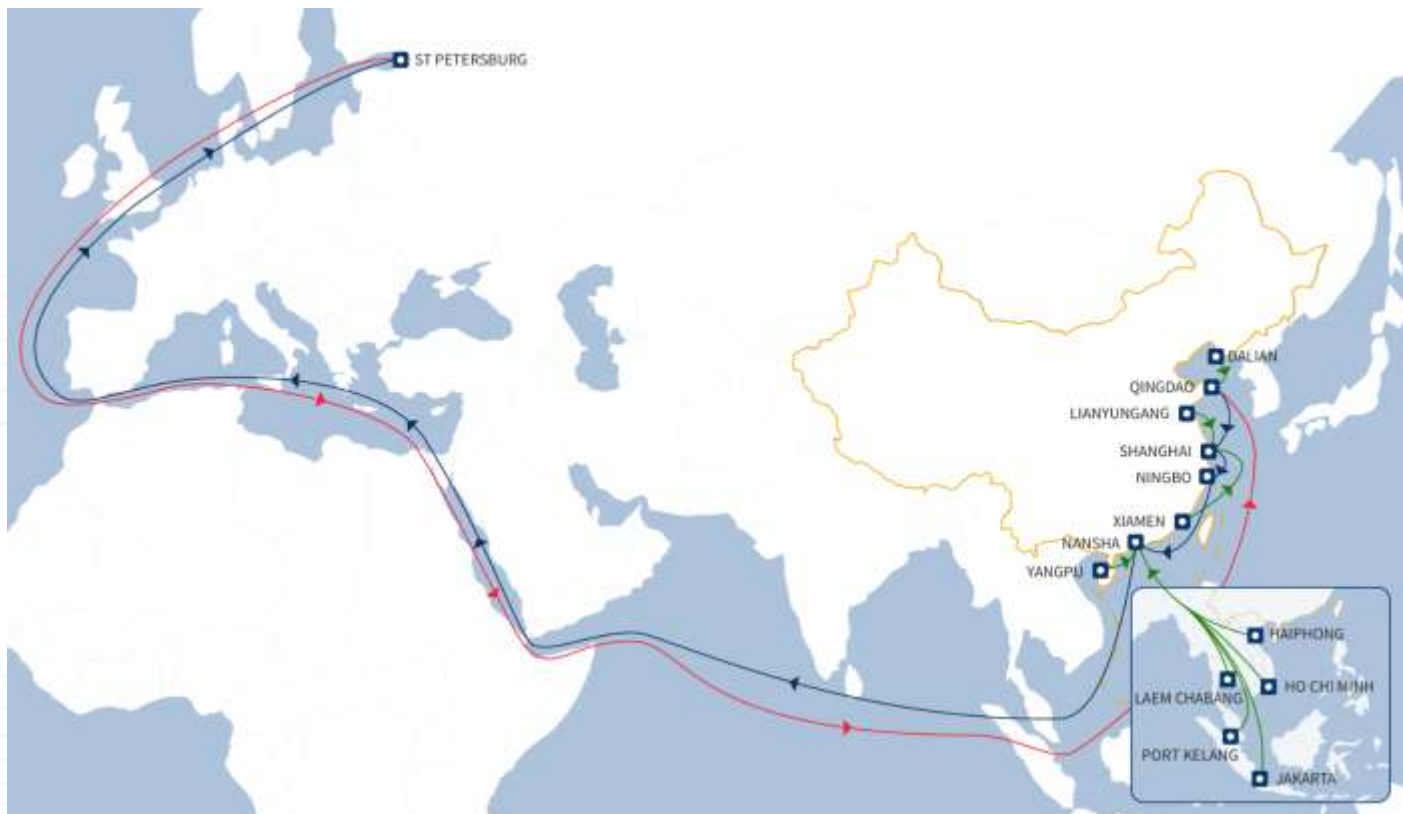 ST PETERSBURG
DALIAN
QINGDAO
LIANYUNGANG
SHANGHAI
NINGBO
XIAMEN
NANSHA
YANGPU
HAIPHONG
LAEM CHABANG
HO CHI MINH
PORT KELANG
JAKARTA